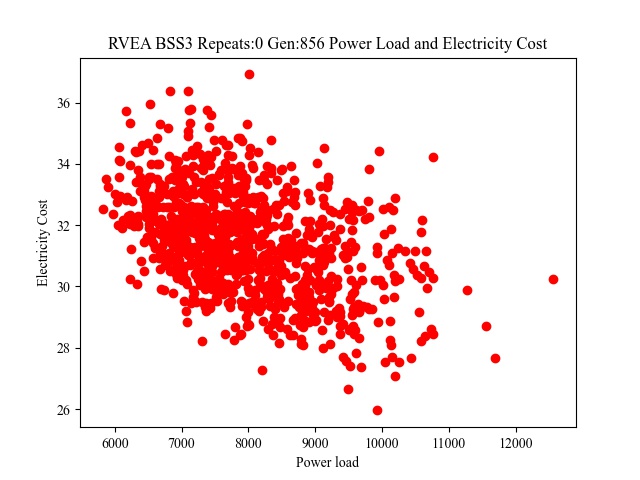 RVEA BSS3 Repeats:0 Gen:856 Power Load and Electricity Cost
Electricity Cost
36
34
32
30
28
26
6000 7000 8000 9000 10000 11000 12000
Power load